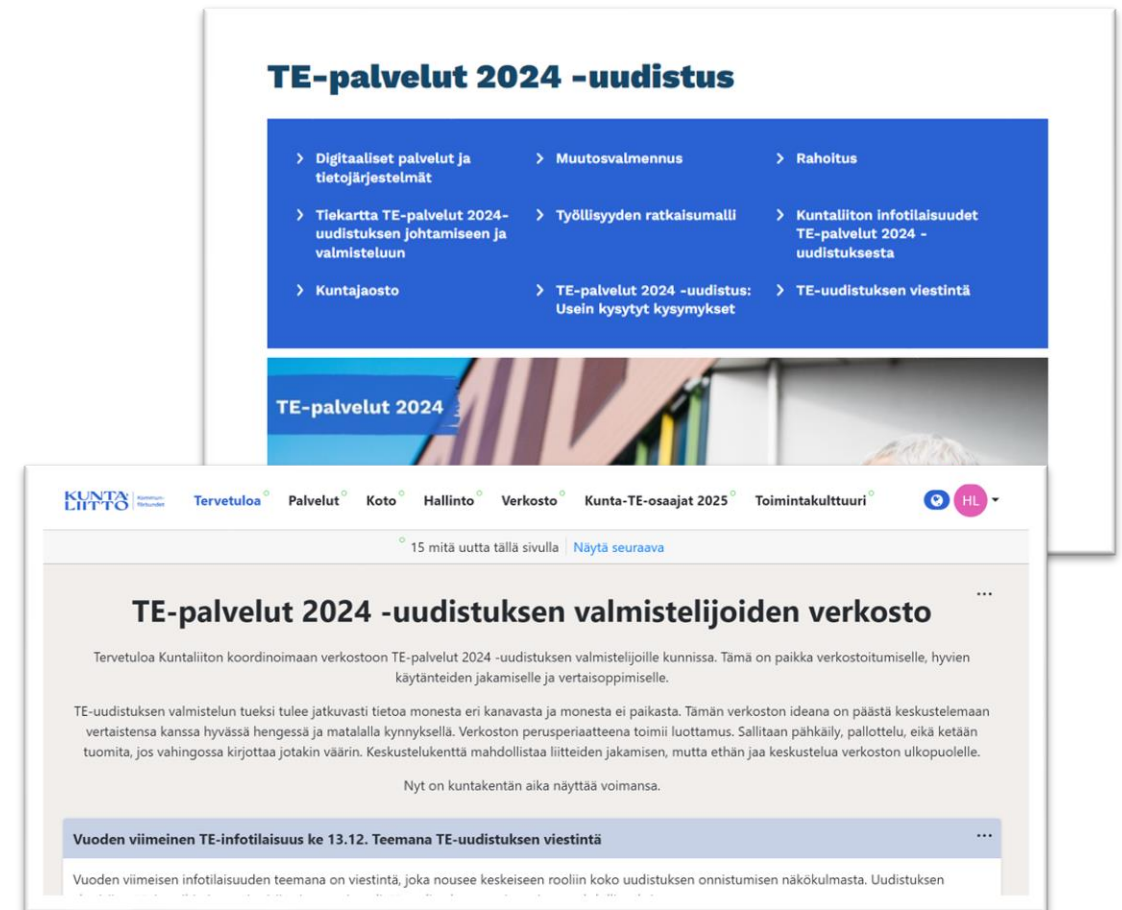 TE-palvelut 2024 -uudistus
Digitaaliset palvelut ja
tietojärjestelmät
Muutosvalmennus
Rahoitus
Tiekartta TE-palvelut 2024-
uudistuksen johtamiseen ja
valmisteluun
Työllisyyden ratkaisumalli
Kuntaliiton infotilaisuudet
TE-palvelut 2024 -
uudistuksesta
Kuntajaosto
TE-palvelut 2024 -uudistus:
Usein kysytyt kysymykset
TE-uudistuksen viestintä
TE-palvelut 2024
KUNTA
LIITTO
Kommun-
förbundet
Tervetuloa Palvelut Koto Hallinto Verkosto Kunta-TE-osaajat 2025 Toimintakulttuuri HL
15 mitä uutta tällä sivulla Näytä seuraava
TE-palvelut 2024 -uudistuksen valmistelijoiden verkosto
Tervetuloa Kuntaliiton koordinoimaan verkostoon TE-palvelut 2024 -uudistuksen valmistelijoille kunnissa. Tämä on paikka verkostoitumiselle, hyvien
käytänteiden jakamiselle ja vertaisoppimiselle.
TE-uudistuksen valmistelun tueksi tulee jatkuvasti tietoa monesta eri kanavasta ja monesta ei paikasta. Tämän verkoston ideana on päästä keskustelemaan
vertaistensa kanssa hyvässä hengessä ja matalalla kynnyksellä. Verkoston perusperiaatteena toimii luottamus. Sallitaan pähkäily, pallottelu, eikä ketään
tuomita, jos vahingossa kirjottaa jotakin väärin. Keskustelukenttä mahdollistaa liitteiden jakamisen, mutta ethän jaa keskustelua verkoston ulkopuolelle.
Nyt on kuntakentän aika näyttää voimansa.
Vuoden viimeinen TE-infotilaisuus ke 13.12. Teemana TE-uudistuksen viestintä
Vuoden viimeisen infotilaisuuden teemana on viestintä, joka nousee keskeiseen rooliin koko uudistuksen onnistumisen näkökulmasta. Uudistuksen